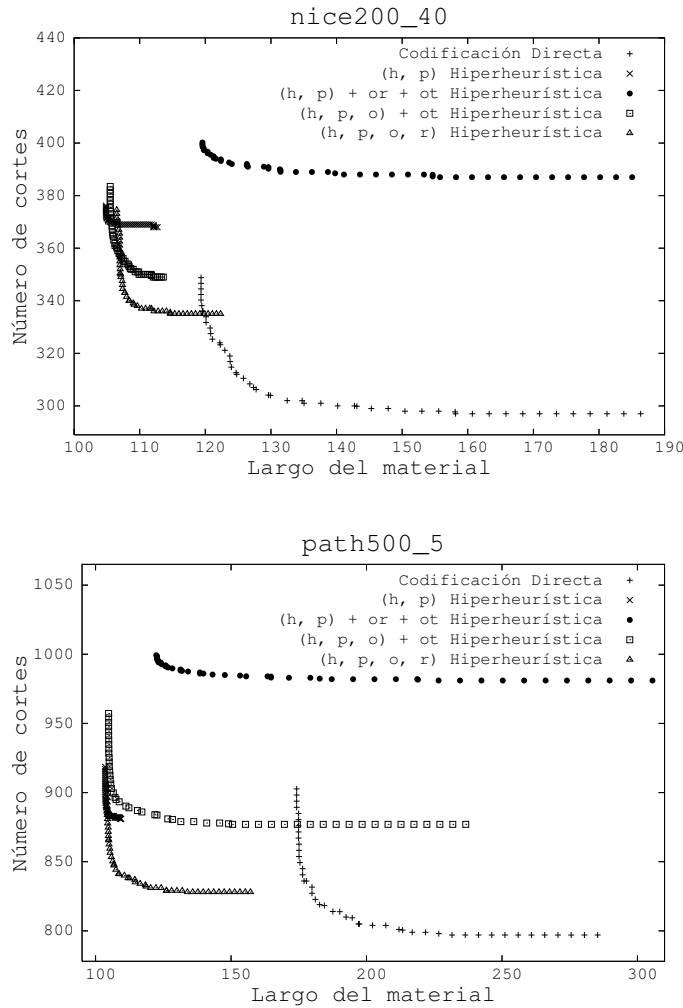 nice200_40
440
420
400
380
360
340
320
300
Número de cortes
Codificación Directa
(h, p) Hiperheurística
(h, p) + or + ot Hiperheurística
(h, p, o) + ot Hiperheurística
(h, p, o, r) Hiperheurística
100 110 120 130 140 150 160 170 180 190
Largo del material
path500_5
1050
1000
950
900
850
800
Número de cortes
Codificación Directa
(h, p) Hiperheurística
(h, p) + or + ot Hiperheurística
(h, p, o) + ot Hiperheurística
(h, p, o, r) Hiperheurística
100 150 200 250 300
Largo del material